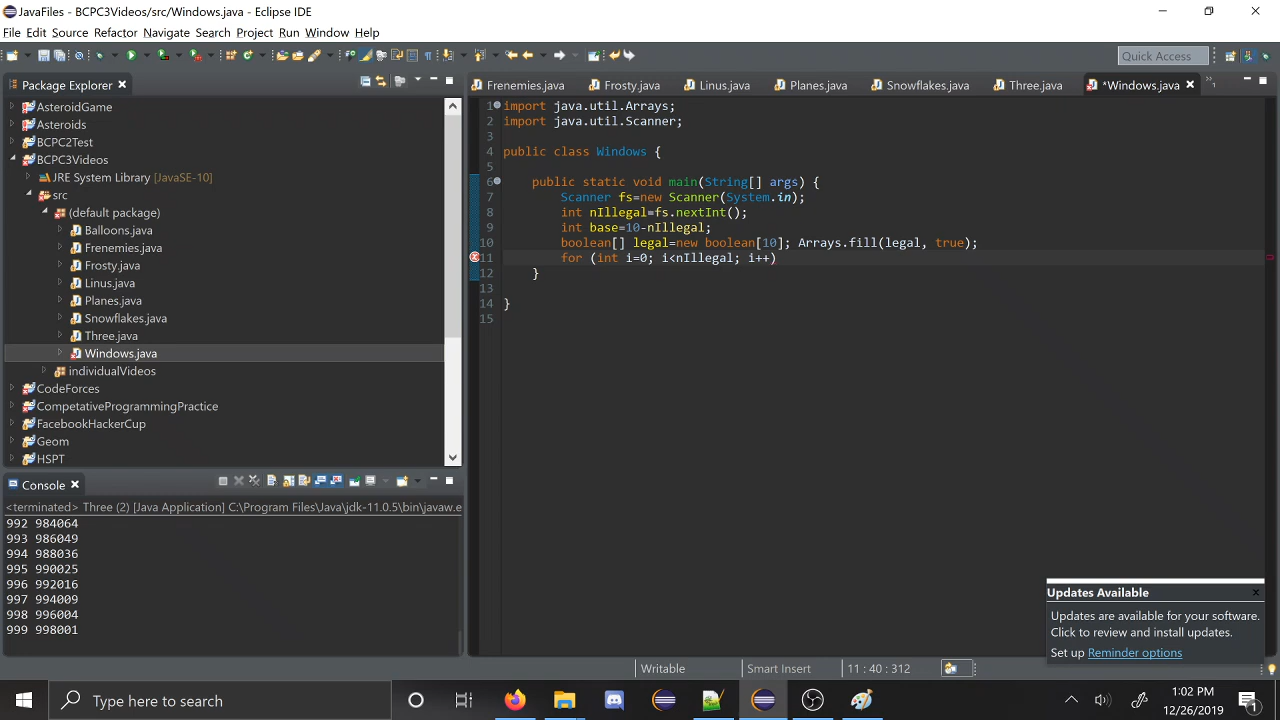 JavaFiles - BCPC3Videos/src/Windows.java - Eclipse IDE
File Edit Source Refactor Navigate Search Project Run Window Help
Quick Access
Package Explorer
AsteroidGame
Asteroids
BCPC2Test
BCPC3Videos
JRE System Library [JavaSE-10]
src
(default package)
Balloons.java
Frenemies.java
Frosty.java
Linus.java
Planes.java
Snowflakes.java
Three.java
Windows.java
individualVideos
CodeForces
CompetativeProgrammingPractice
FacebookHackerCup
Geom
HSPT
Frenemies.java Frosty.java Linus.java Planes.java Snowflakes.java Three.java *Windows.java
1 import java.util.Arrays;
2 import java.util.Scanner;
3
4 public class Windows {
5
6 public static void main(String[] args) {
7 Scanner fs=new Scanner(System.in);
8 int nIllegal=fs.nextInt();
9 int base=10-nIllegal;
10 boolean[] legal=new boolean[10]; Arrays.fill(legal, true);
11 for (int i=0; i<nIllegal; i++)
12 }
13
14 }
15
Console
<terminated> Three (2) [Java Application] C:\Program Files\Java\jdk-11.0.5\bin\javaw.e
992 984064
993 986049
994 988036
995 990025
996 992016
997 994009
998 996004
999 998001
Updates Available
Updates are available for your software.
Click to review and install updates.
Set up Reminder options
Writable Smart Insert 11 : 40 : 312
Type here to search
1:02 PM
12/26/2019
1